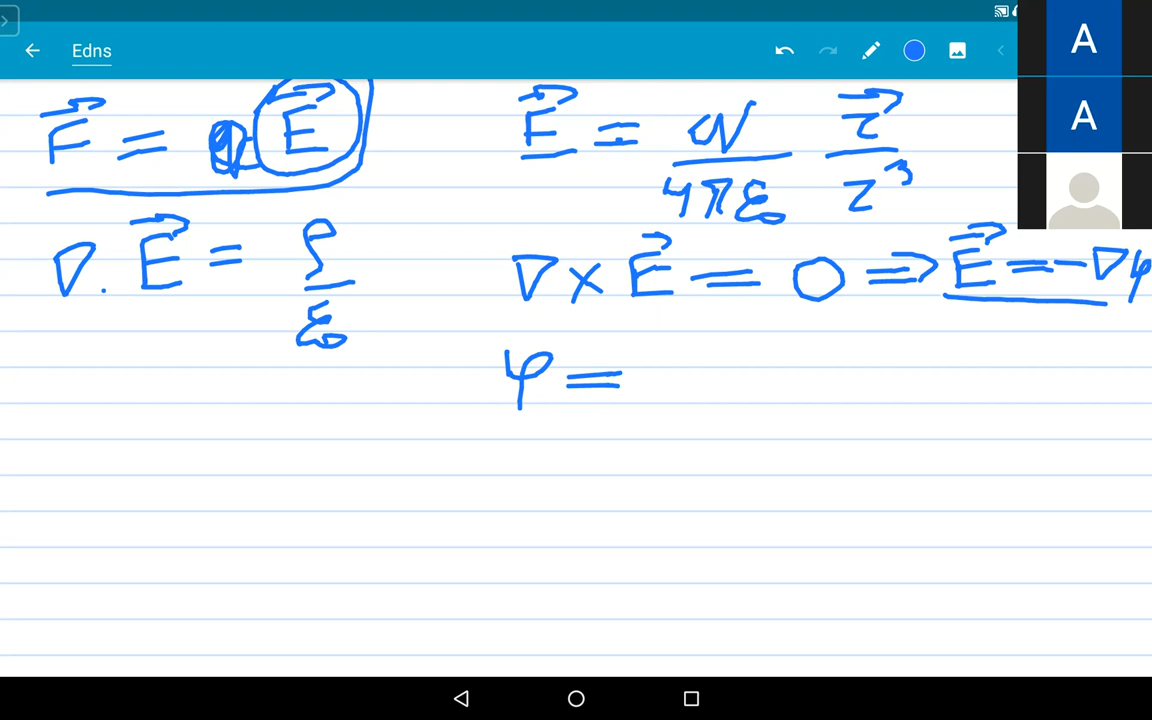 Edns
A
F⃗ = q E⃗
E⃗ = q/4πε₀ r⃗/r³
A
∇ · E⃗ = ρ/ε₀
∇ × E⃗ = 0 ⇒ E⃗ = -∇φ
φ =